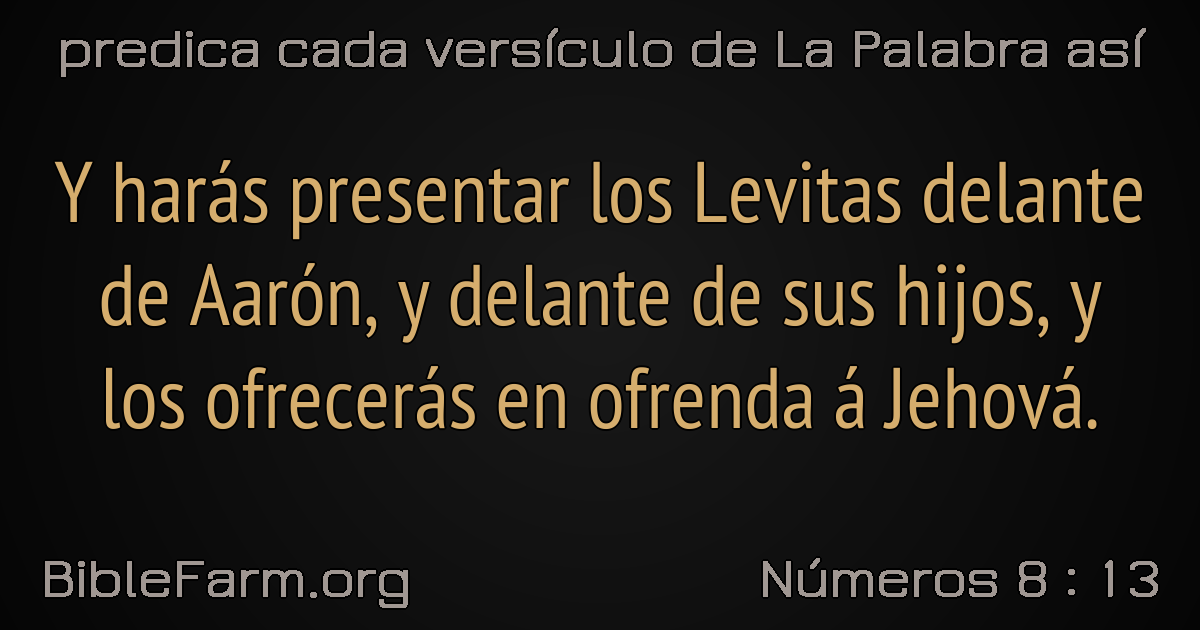 predica cada versículo de La Palabra así
Y harás presentar los Levitas delante
de Aarón, y delante de sus hijos, y
los ofrecerás en ofrenda á Jehová.
BibleFarm.org
Números 8 : 13